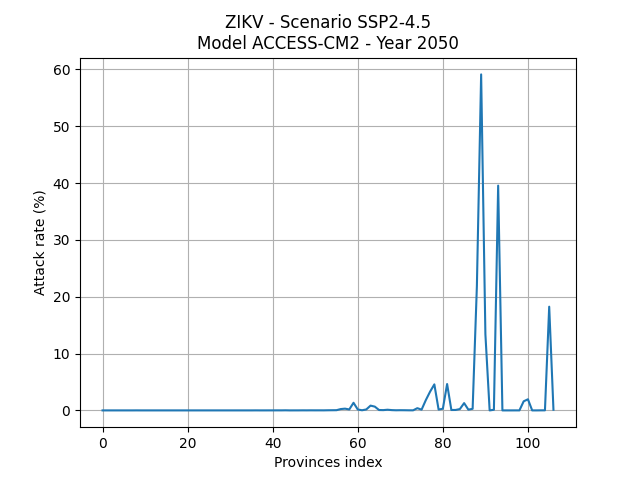 ZIKV - Scenario SSP2-4.5
Model ACCESS-CM2 - Year 2050
60
50
40
30
20
10
0
Attack rate (%)
0 20 40 60 80 100
Provinces index